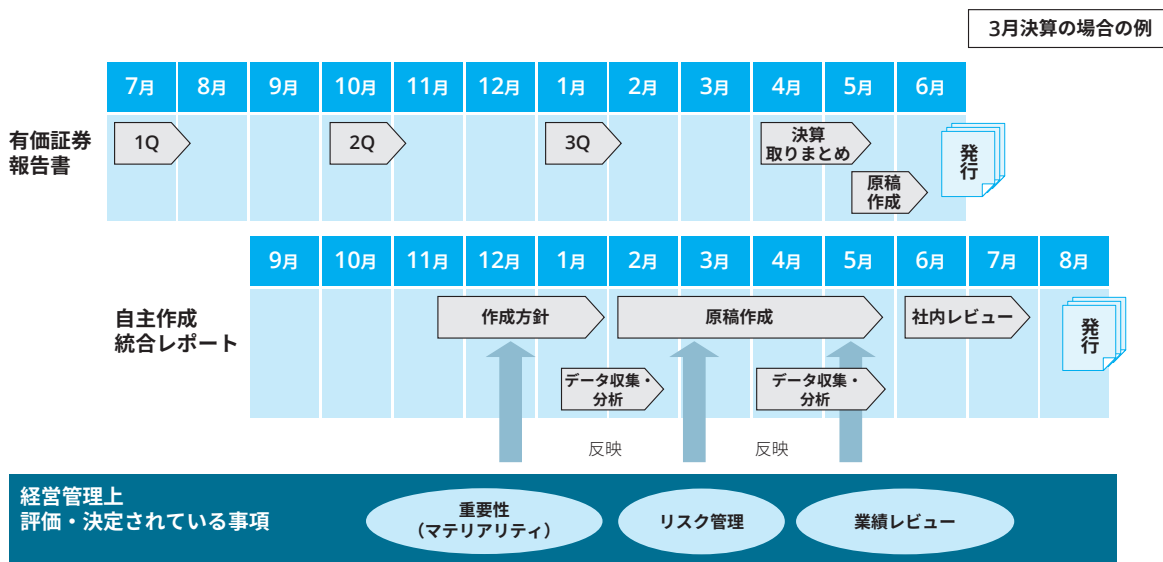 3月決算の場合の例
7月 8月 9月 10月 11月 12月 1月 2月 3月 4月 5月 6月
有価証券
報告書
1Q
2Q
3Q
決算
取りまとめ
原稿
作成
発行
9月 10月 11月 12月 1月 2月 3月 4月 5月 6月 7月 8月
自主作成
統合レポート
作成方針
原稿作成
社内レビュー
発行
データ収集・
分析
データ収集・
分析
反映
反映
経営管理上
評価・決定されている事項
重要性
（マテリアリティ）
リスク管理
業績レビュー